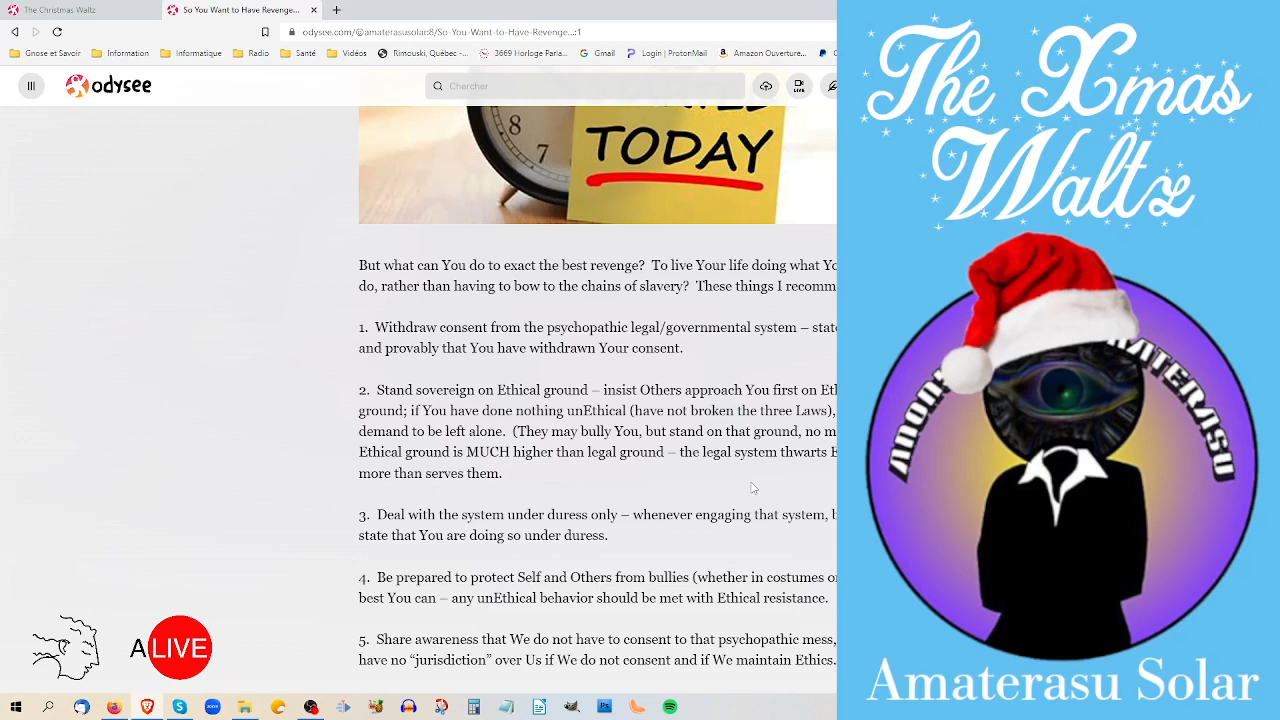 The Christmas Waltz
So You Want to Have Revenge...
odysee.com/@amaterasusolar:8/So-You-Want-to-Have-Revenge...:1
Gnose et Savoir
Information
Informatique
Radio
Santé
Vidéos
Rimouski, Québec -...
3669 Horloge Parla...
Gmail
Login | ProtonMail
Amazon Ouverture...
odysee
Chercher
LIVE
8
7
TODAY
But what can You do to exact the best revenge? To live Your life doing what
do, rather than having to bow to the chains of slavery? These things I
1. Withdraw consent from the psychopathic legal/governmental system –
and provably that You have withdrawn Your consent.
2. Stand sovereign on Ethical ground – insist Others approach You first on
ground; if You have done nothing unEthical (have not broken the three Laws),
demand to be left alone. (They may bully You, but stand on that ground, no
Ethical ground is MUCH higher than legal ground – the legal system thwarts
more than serves them.
3. Deal with the system under duress only – whenever engaging that system,
state that You are doing so under duress.
4. Be prepared to protect Self and Others from bullies (whether in costumes
best You can – any unEthical behavior should be met with Ethical resistance.
5. Share awareness that We do not have to consent to that psychopathic mess,
have no “jurisdiction” over Us if We do not consent and if We maintain Ethics.
ALIVE
The Xmas
Waltz
AMATERASU
Amaterasu Solar